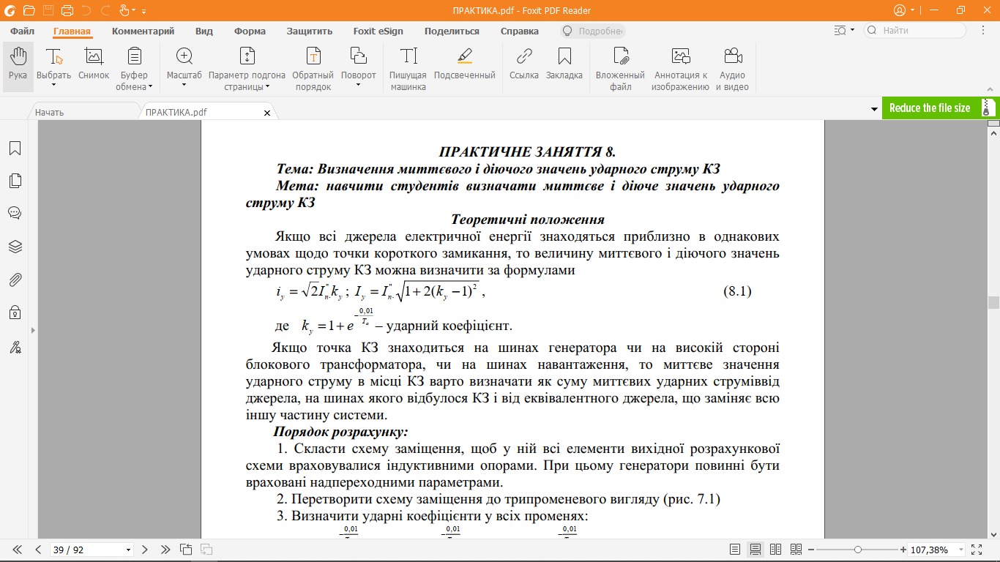 ПРАКТИКА.pdf - Foxit PDF Reader
Файл Главная Комментарий Вид Форма Защитить Foxit eSign Поделиться Справка Подробнес Найти
Рука Выбрать Снимок Буфер обмена Масштаб Параметр подгона страницы Обратный порядок Поворот Пишущая машинка Подсвеченный Ссылка Закладка Вложенный файл Аннотация к изображению Аудио и видео
Начать ПРАКТИКА.pdf Reduce the file size
ПРАКТИЧНЕ ЗАНЯТТЯ 8.
Тема: Визначення миттєвого і діючого значень ударного струму КЗ
Мета: навчити студентів визначати миттєве і діюче значень ударного
струму КЗ
Теоретичні положення
Якщо всі джерела електричної енергії знаходяться приблизно в однакових
умовах щодо точки короткого замикання, то величину миттєвого і діючого значень
ударного струму КЗ можна визначити за формулами
i_y = √2 I''_п. k_y ; I_y = I''_п. √(1 + 2(k_y − 1)²) , (8.1)
де k_y = 1 + e^(−0,01/T_a) – ударний коефіцієнт.
Якщо точка КЗ знаходиться на шинах генератора чи на високій стороні
блокового трансформатора, чи на шинах навантаження, то миттєве значення
ударного струму в місці КЗ варто визначати як суму миттєвих ударних струміввід
джерела, на шинах якого відбулося КЗ і від еквівалентного джерела, що заміняє всю
іншу частину системи.
Порядок розрахунку:
1. Скласти схему заміщення, щоб у ній всі елементи вихідної розрахункової
схеми враховувалися індуктивними опорами. При цьому генератори повинні бути
враховані надпереходними параметрами.
2. Перетворити схему заміщення до трипроменевого вигляду (рис. 7.1)
3. Визначити ударні коефіцієнти у всіх променях:
−0,01 −0,01 −0,01
39 / 92 107,38%